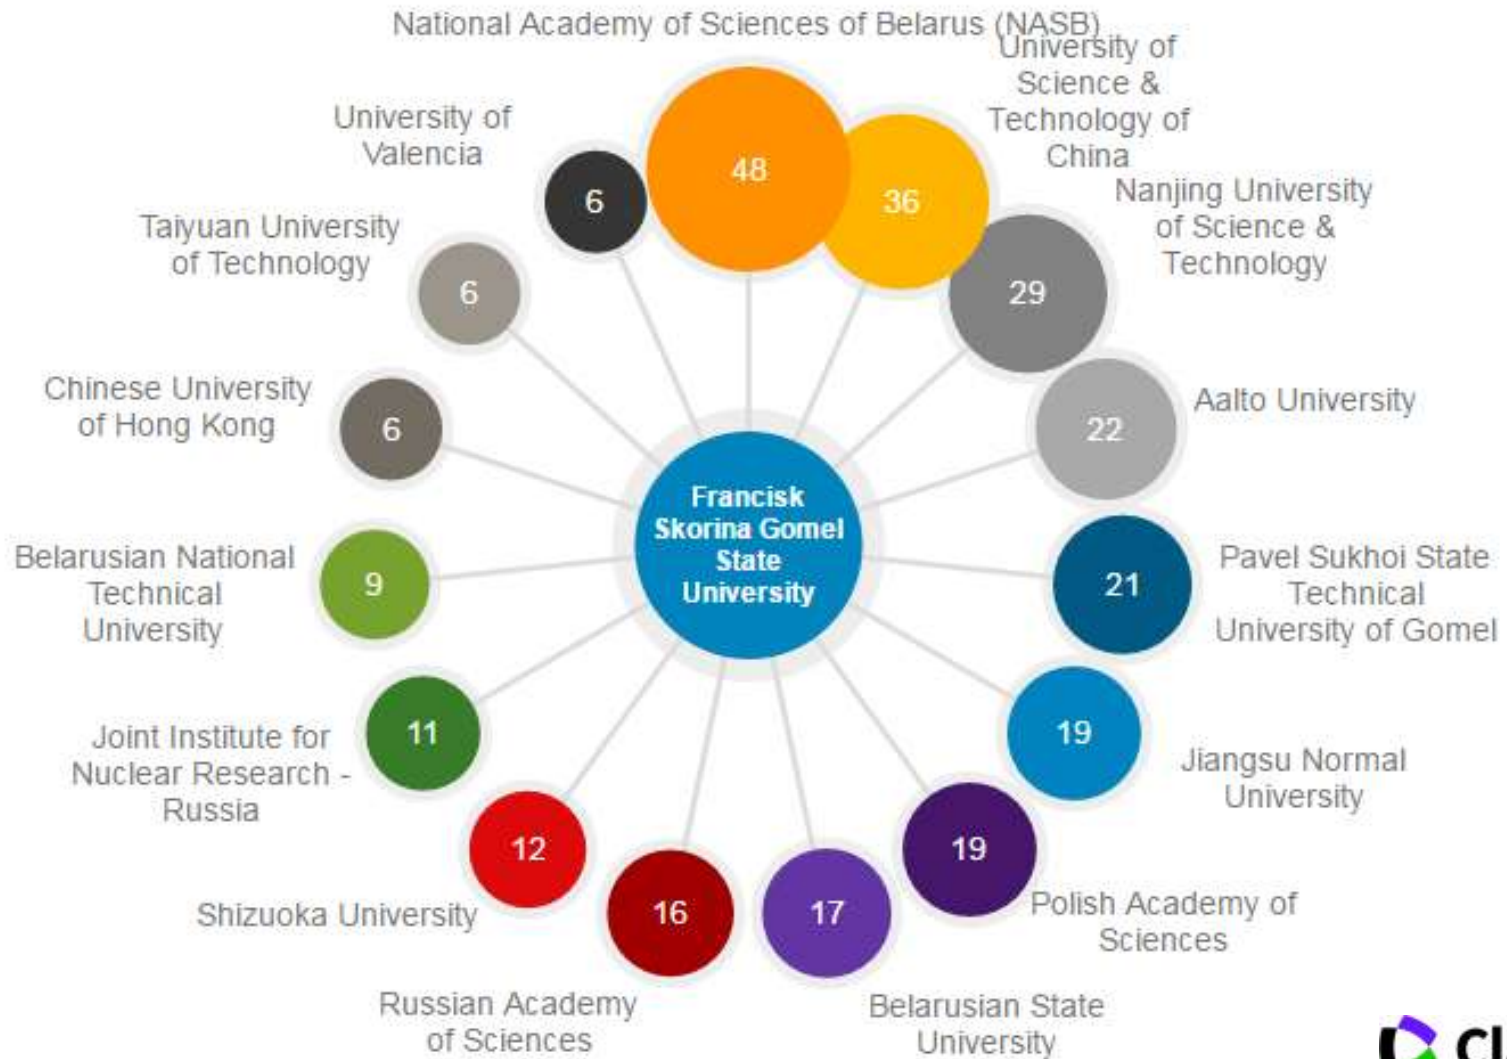 National Academy of Sciences of Belarus (NASB)
University of
Science &
Technology of
China
Nanjing University
of Science &
Technology
Aalto University
Pavel Sukhoi State
Technical
University of Gomel
Jiangsu Normal
University
Polish Academy of
Sciences
Belarusian State
University
Russian Academy
of Sciences
Shizuoka University
Joint Institute for
Nuclear Research -
Russia
Belarusian National
Technical
University
Chinese University
of Hong Kong
Taiyuan University
of Technology
University of
Valencia
48
36
29
22
21
19
19
17
16
12
11
9
6
6
6
Francisk
Skorina Gomel
State
University